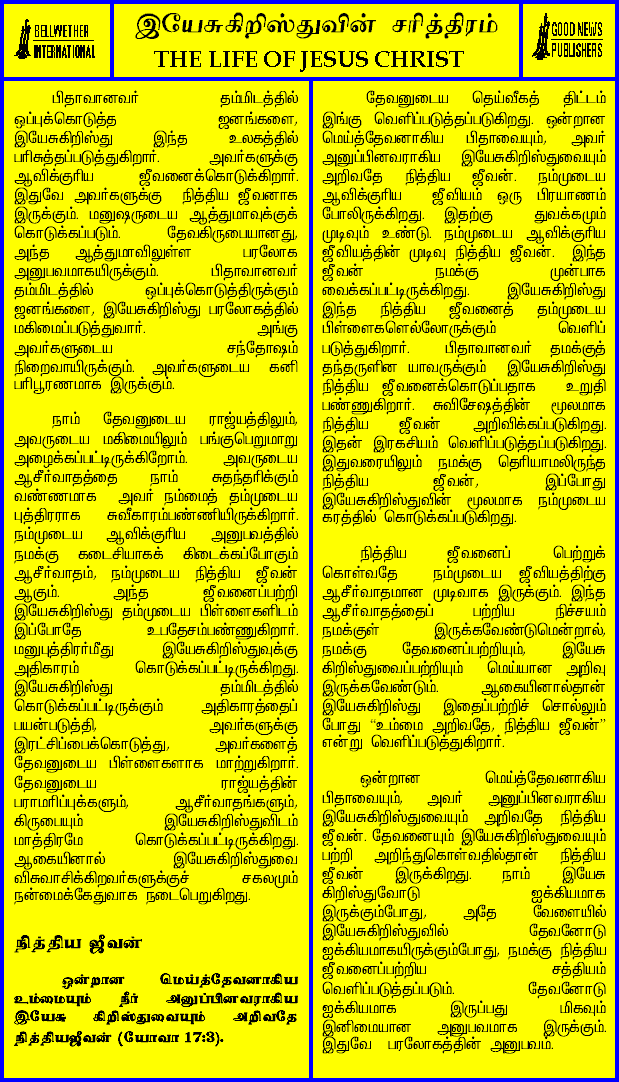 BELLWETHER
INTERNATIONAL
இயேசுகிறிஸ்துவின் சரித்திரம்
THE LIFE OF JESUS CHRIST
GOOD NEWS
PUBLISHERS
பிதாவானவர் தம்மிடத்தில்
ஒப்புக்கொடுத்த ஜனங்களை,
இயேசுகிறிஸ்து இந்த உலகத்தில்
பரிசுத்தப்படுத்துகிறார். அவர்களுக்கு
ஆவிக்குரிய ஜீவனைக்கொடுக்கிறார்.
இதுவே அவர்களுக்கு நித்திய ஜீவனாக
இருக்கும். மனுஷருடைய ஆத்துமாவுக்குக்
கொடுக்கப்படும். தேவகிருபையானது,
அந்த ஆத்துமாவிலுள்ள பரலோக
அனுபவமாகயிருக்கும். பிதாவானவர்
தம்மிடத்தில் ஒப்புக்கொடுத்திருக்கும்
ஜனங்களை, இயேசுகிறிஸ்து பரலோகத்தில்
மகிமைப்படுத்துவார். அங்கு
அவர்களுடைய சந்தோஷம்
நிறைவாயிருக்கும். அவர்களுடைய கனி
பரிபூரணமாக இருக்கும்.
நாம் தேவனுடைய ராஜ்யத்திலும்,
அவருடைய மகிமையிலும் பங்குபெறுமாறு
அழைக்கப்பட்டிருக்கிறோம். அவருடைய
ஆசீர்வாதத்தை நாம் சுதந்தரிக்கும்
வண்ணமாக அவர் நம்மைத் தம்முடைய
புத்திரராக சுவீகாரம்பண்ணியிருக்கிறார்.
நம்முடைய ஆவிக்குரிய அனுபவத்தில்
நமக்கு கடைசியாகக் கிடைக்கப்போகும்
ஆசீர்வாதம், நம்முடைய நித்திய ஜீவன்
ஆகும். அந்த ஜீவனைப்பற்றி
இயேசுகிறிஸ்து தம்முடைய பிள்ளைகளிடம்
இப்போதே உபதேசம்பண்ணுகிறார்.
மனுபுத்திரர்மீது இயேசுகிறிஸ்துவுக்கு
அதிகாரம் கொடுக்கப்பட்டிருக்கிறது.
இயேசுகிறிஸ்து தம்மிடத்தில்
கொடுக்கப்பட்டிருக்கும் அதிகாரத்தைப்
பயன்படுத்தி, அவர்களுக்கு
இரட்சிப்பைக்கொடுத்து, அவர்களைத்
தேவனுடைய பிள்ளைகளாக மாற்றுகிறார்.
தேவனுடைய ராஜ்யத்தின்
பராமரிப்புக்களும், ஆசீர்வாதங்களும்,
கிருபையும் இயேசுகிறிஸ்துவிடம்
மாத்திரமே கொடுக்கப்பட்டிருக்கிறது.
ஆகையினால் இயேசுகிறிஸ்துவை
விசுவாசிக்கிறவர்களுக்குச் சகலமும்
நன்மைக்கேதுவாக நடைபெறுகிறது.
நித்திய ஜீவன்
ஒன்றான மெய்த்தேவனாகிய
உம்மையும் நீர் அனுப்பினவராகிய
இயேசு கிறிஸ்துவையும் அறிவதே
நித்தியஜீவன் (யோவா 17:3).
தேவனுடைய தெய்வீகத் திட்டம்
இங்கு வெளிப்படுத்தப்படுகிறது. ஒன்றான
மெய்த்தேவனாகிய பிதாவையும், அவர்
அனுப்பினவராகிய இயேசுகிறிஸ்துவையும்
அறிவதே நித்திய ஜீவன். நம்முடைய
ஆவிக்குரிய ஜீவியம் ஒரு பிரயாணம்
போலிருக்கிறது. இதற்கு துவக்கமும்
முடிவும் உண்டு. நம்முடைய ஆவிக்குரிய
ஜீவியத்தின் முடிவு நித்திய ஜீவன். இந்த
ஜீவன் நமக்கு முன்பாக
வைக்கப்பட்டிருக்கிறது. இயேசுகிறிஸ்து
இந்த நித்திய ஜீவனைத் தம்முடைய
பிள்ளைகளெல்லோருக்கும் வெளிப்
படுத்துகிறார். பிதாவானவர் தமக்குத்
தந்தருளின யாவருக்கும் இயேசுகிறிஸ்து
நித்திய ஜீவனைக்கொடுப்பதாக உறுதி
பண்ணுகிறார். சுவிசேஷத்தின் மூலமாக
நித்திய ஜீவன் அறிவிக்கப்படுகிறது.
இதன் இரகசியம் வெளிப்படுத்தப்படுகிறது.
இதுவரையிலும் நமக்கு தெரியாமலிருந்த
நித்திய ஜீவன், இப்போது
இயேசுகிறிஸ்துவின் மூலமாக நம்முடைய
கரத்தில் கொடுக்கப்படுகிறது.
நித்திய ஜீவனைப் பெற்றுக்
கொள்வதே நம்முடைய ஜீவியத்திற்கு
ஆசீர்வாதமான முடிவாக இருக்கும். இந்த
ஆசீர்வாதத்தைப் பற்றிய நிச்சயம்
நமக்குள் இருக்கவேண்டுமென்றால்,
நமக்கு தேவனைப்பற்றியும், இயேசு
கிறிஸ்துவைப்பற்றியும் மெய்யான அறிவு
இருக்கவேண்டும். ஆகையினால்தான்
இயேசுகிறிஸ்து இதைப்பற்றிச் சொல்லும்
போது “உம்மை அறிவதே, நித்திய ஜீவன்”
என்று வெளிப்படுத்துகிறார்.
ஒன்றான மெய்த்தேவனாகிய
பிதாவையும், அவர் அனுப்பினவராகிய
இயேசுகிறிஸ்துவையும் அறிவதே நித்திய
ஜீவன். தேவனையும் இயேசுகிறிஸ்துவையும்
பற்றி அறிந்துகொள்வதில்தான் நித்திய
ஜீவன் இருக்கிறது. நாம் இயேசு
கிறிஸ்துவோடு ஐக்கியமாக
இருக்கும்போது, அதே வேளையில்
இயேசுகிறிஸ்துவில் தேவனோடு
ஐக்கியமாகயிருக்கும்போது, நமக்கு நித்திய
ஜீவனைப்பற்றிய சத்தியம்
வெளிப்படுத்தப்படும். தேவனோடு
ஐக்கியமாக இருப்பது மிகவும்
இனிமையான அனுபவமாக இருக்கும்.
இதுவே பரலோகத்தின் அனுபவம்.